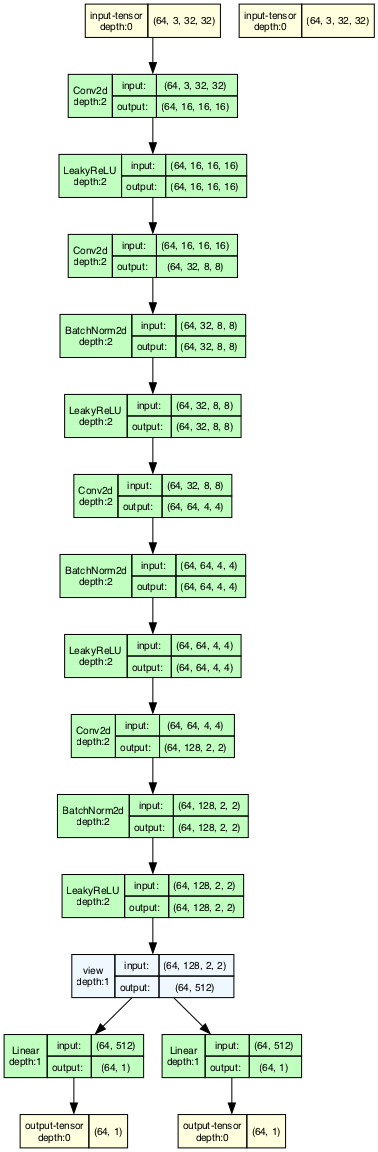 input-tensor
depth:0
(64, 3, 32, 32)
input-tensor
depth:0
(64, 3, 32, 32)
Conv2d
depth:2
input:
(64, 3, 32, 32)
output:
(64, 16, 16, 16)
LeakyReLU
depth:2
input:
(64, 16, 16, 16)
output:
(64, 16, 16, 16)
Conv2d
depth:2
input:
(64, 16, 16, 16)
output:
(64, 32, 8, 8)
BatchNorm2d
depth:2
input:
(64, 32, 8, 8)
output:
(64, 32, 8, 8)
LeakyReLU
depth:2
input:
(64, 32, 8, 8)
output:
(64, 32, 8, 8)
Conv2d
depth:2
input:
(64, 32, 8, 8)
output:
(64, 64, 4, 4)
BatchNorm2d
depth:2
input:
(64, 64, 4, 4)
output:
(64, 64, 4, 4)
LeakyReLU
depth:2
input:
(64, 64, 4, 4)
output:
(64, 64, 4, 4)
Conv2d
depth:2
input:
(64, 64, 4, 4)
output:
(64, 128, 2, 2)
BatchNorm2d
depth:2
input:
(64, 128, 2, 2)
output:
(64, 128, 2, 2)
LeakyReLU
depth:2
input:
(64, 128, 2, 2)
output:
(64, 128, 2, 2)
view
depth:1
input:
(64, 128, 2, 2)
output:
(64, 512)
Linear
depth:1
input:
(64, 512)
output:
(64, 1)
Linear
depth:1
input:
(64, 512)
output:
(64, 1)
output-tensor
depth:0
(64, 1)
output-tensor
depth:0
(64, 1)